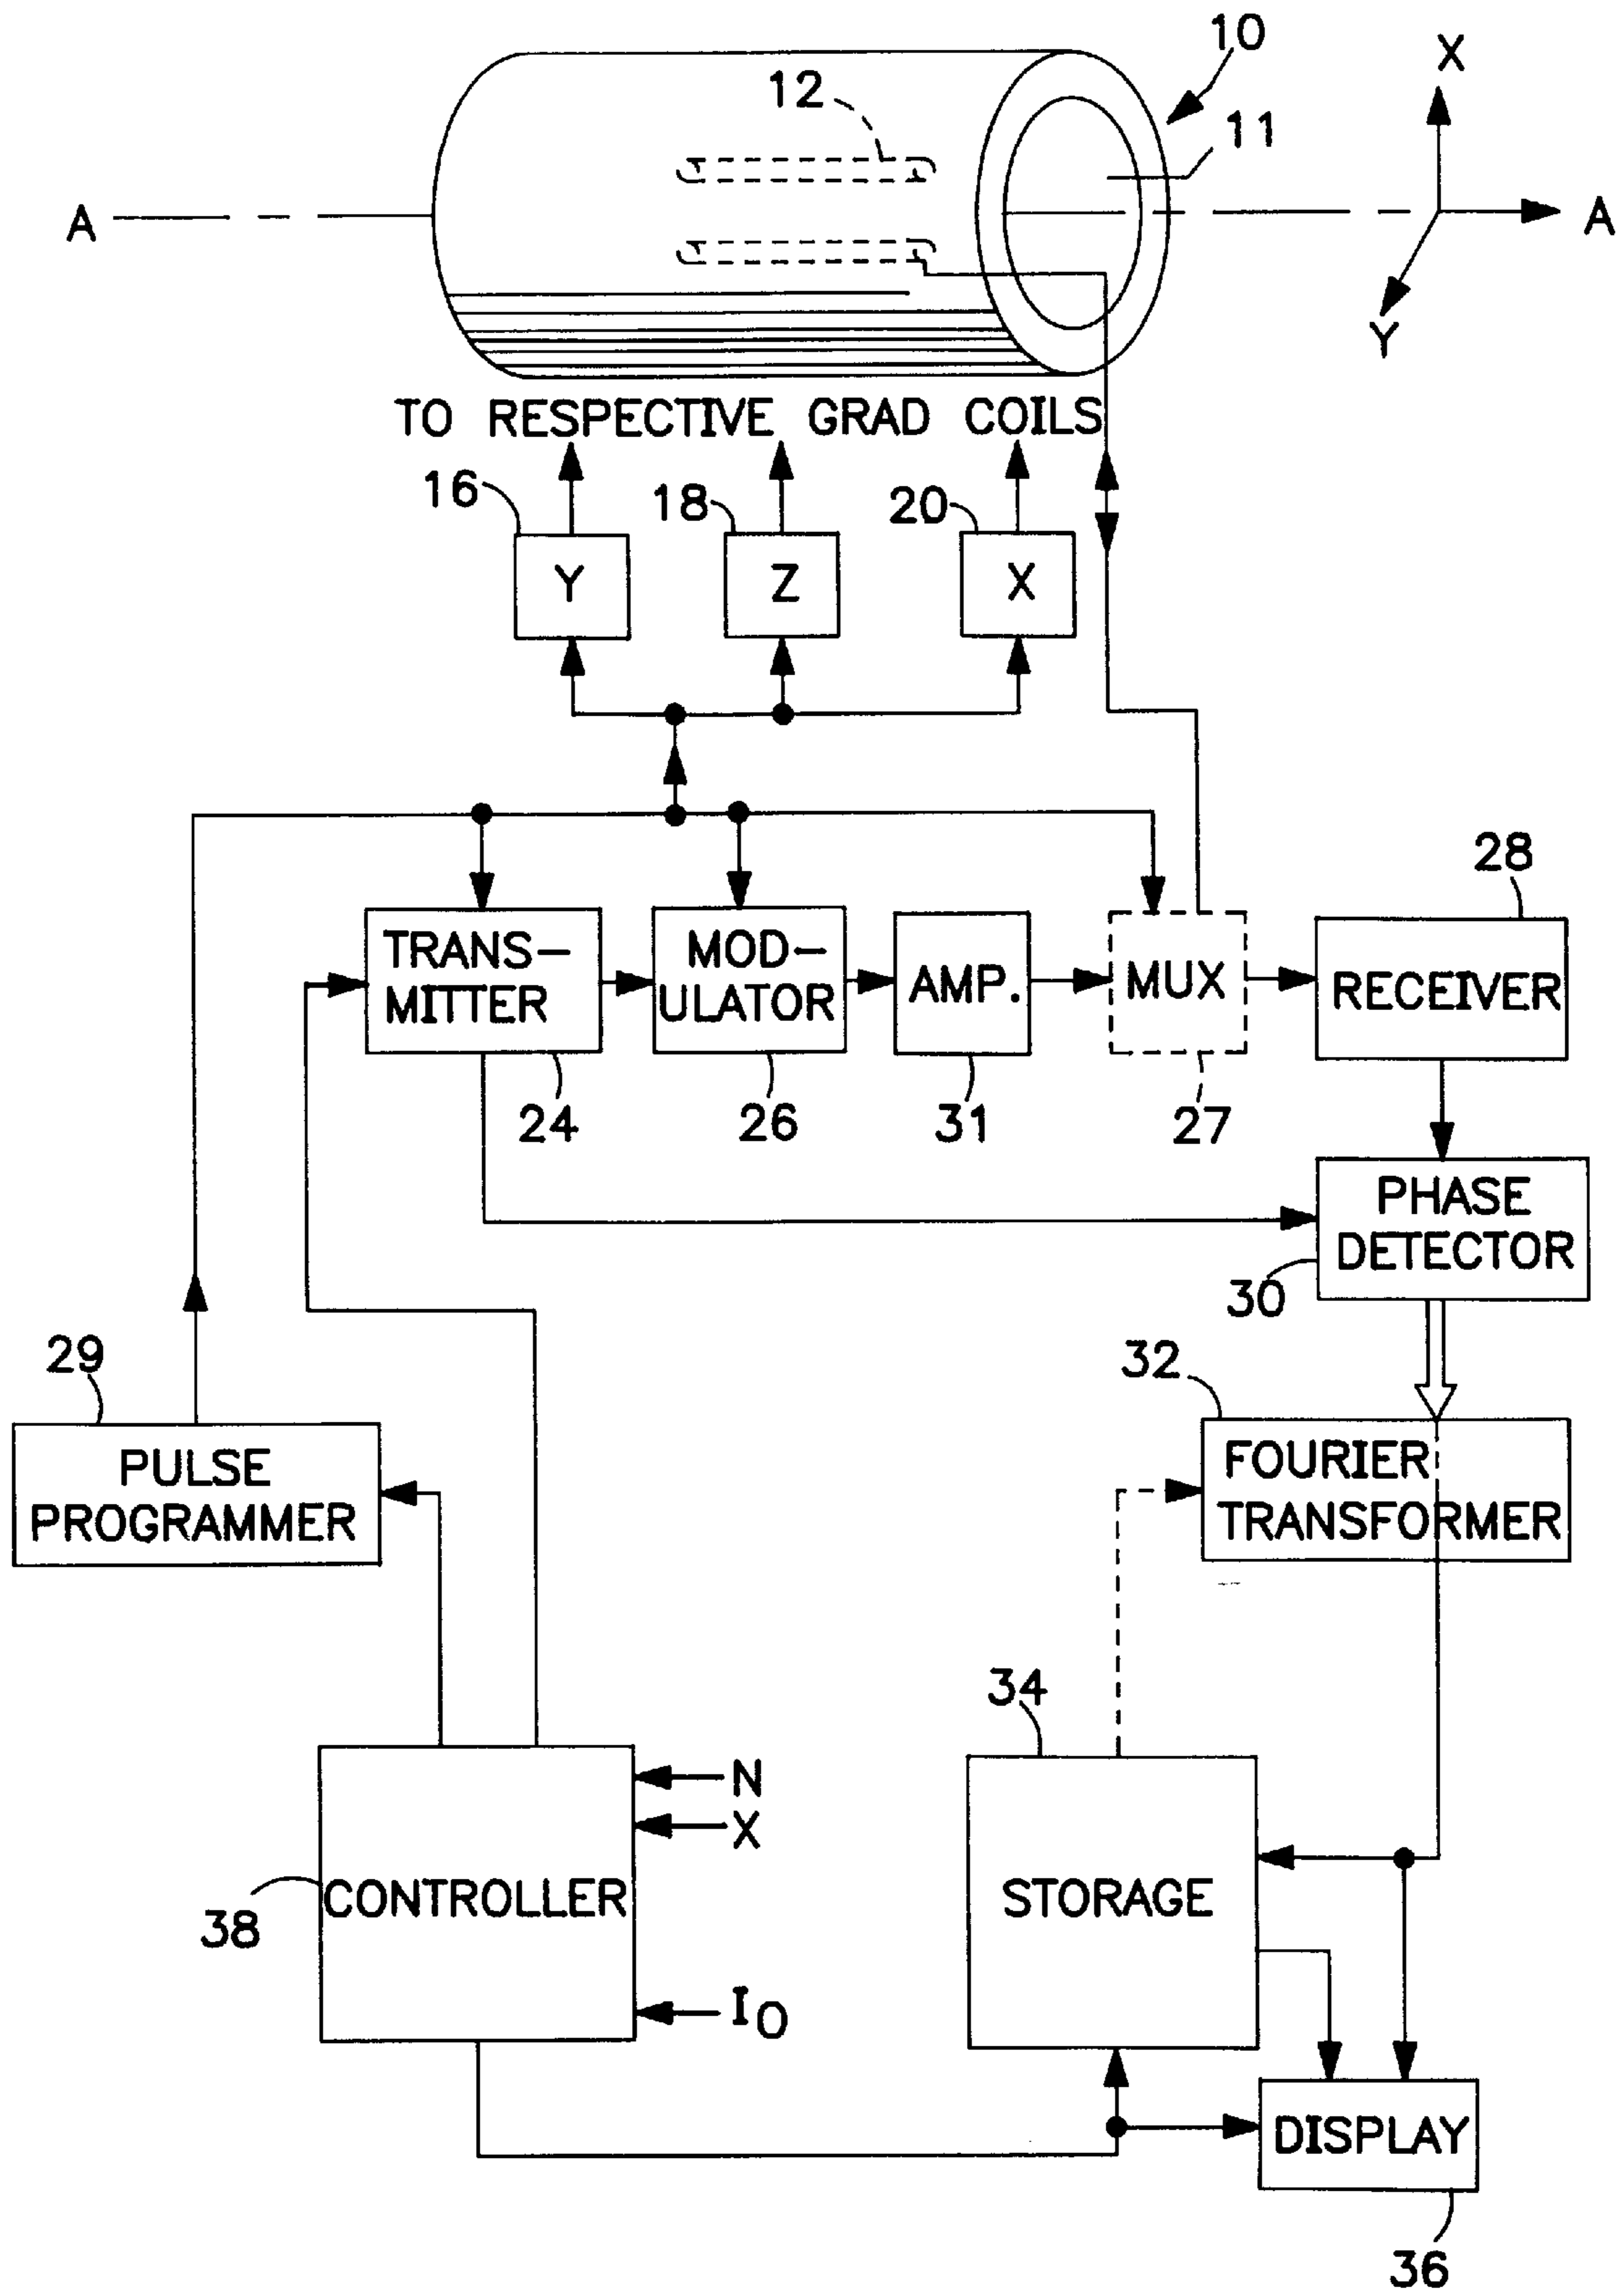 10
X
12
11
A
A
Y
TO RESPECTIVE GRAD COILS
16
18
20
Y
Z
X
28
TRANS-
MITTER
MOD-
ULATOR
AMP.
MUX
RECEIVER
24
26
31
27
PHASE
DETECTOR
30
29
32
PULSE
PROGRAMMER
FOURIER
TRANSFORMER
34
N
X
CONTROLLER
STORAGE
38
IO
DISPLAY
36